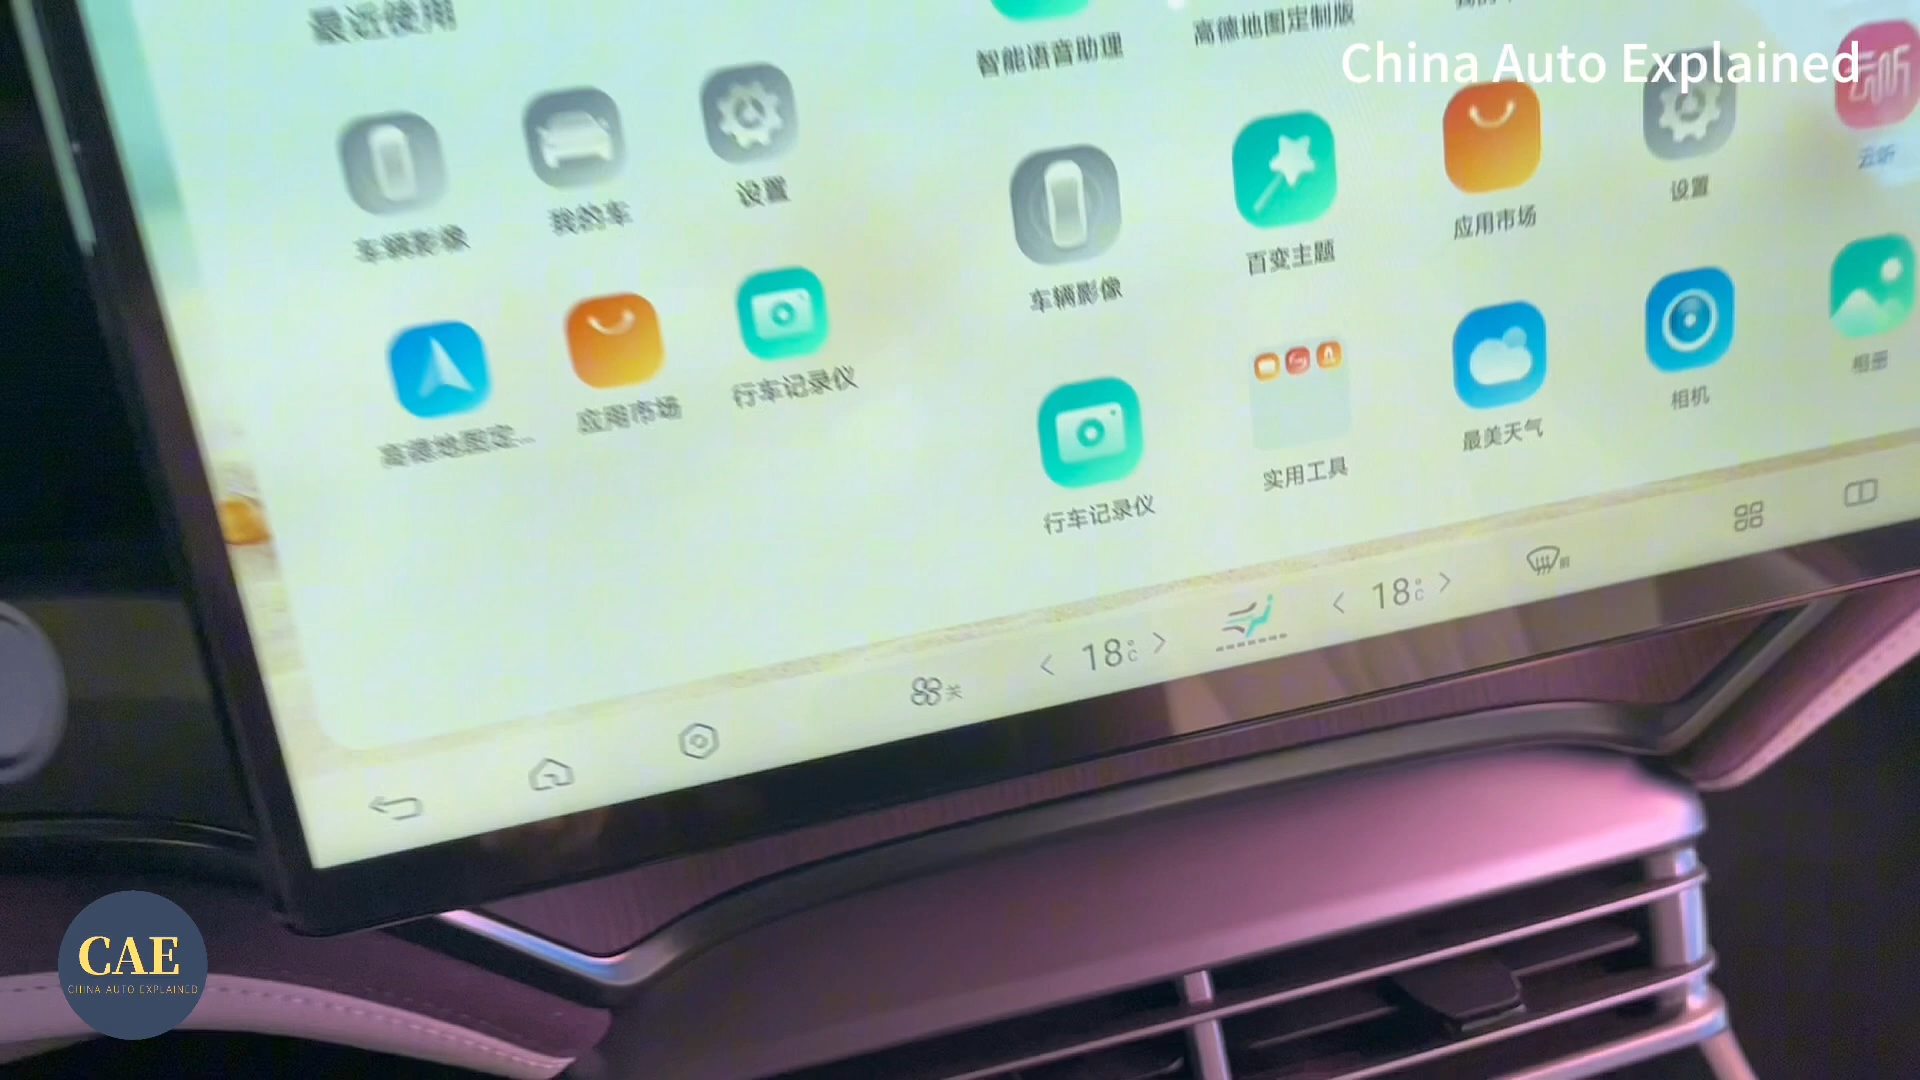 China Auto Explained
最近使用
智能语音助理
高德地图定制版
车辆影像
我的车
设置
车辆影像
百变主题
应用市场
设置
云听
云听
高德地图定...
应用市场
行车记录仪
行车记录仪
实用工具
最美天气
相机
相册
关
18°C
18°C
前
CAE
CHINA AUTO EXPLAINED